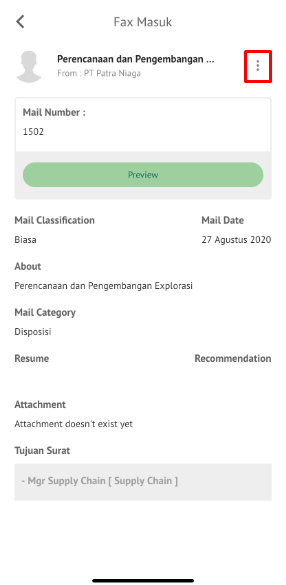 Fax Masuk
Perencanaan dan Pengembangan ...
From : PT Patra Niaga
Mail Number :
1502
Preview
Mail Classification Mail Date
Biasa 27 Agustus 2020
About
Perencanaan dan Pengembangan Explorasi
Mail Category
Disposisi
Resume Recommendation
Attachment
Attachment doesn't exist yet
Tujuan Surat
- Mgr Supply Chain [ Supply Chain ]